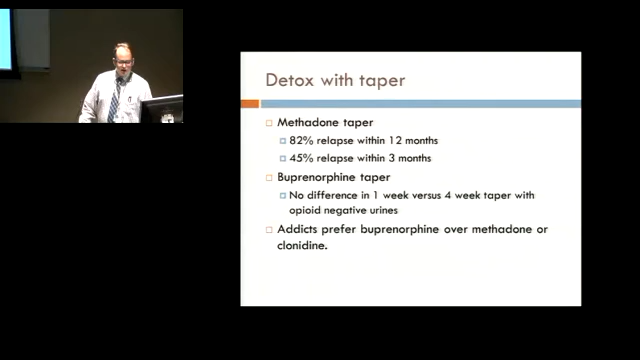 Detox with taper
Methadone taper
82% relapse within 12 months
45% relapse within 3 months
Buprenorphine taper
No difference in 1 week versus 4 week taper with
opioid negative urines
Addicts prefer buprenorphine over methadone or
clonidine.